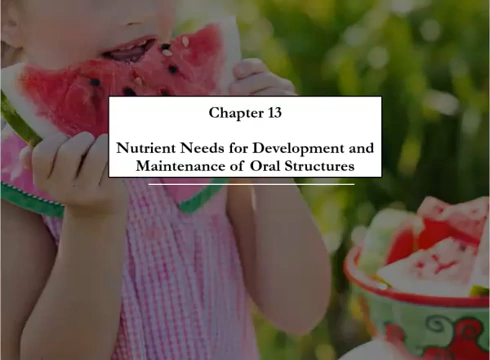 Chapter 13
Nutrient Needs for Development and
Maintenance of Oral Structures